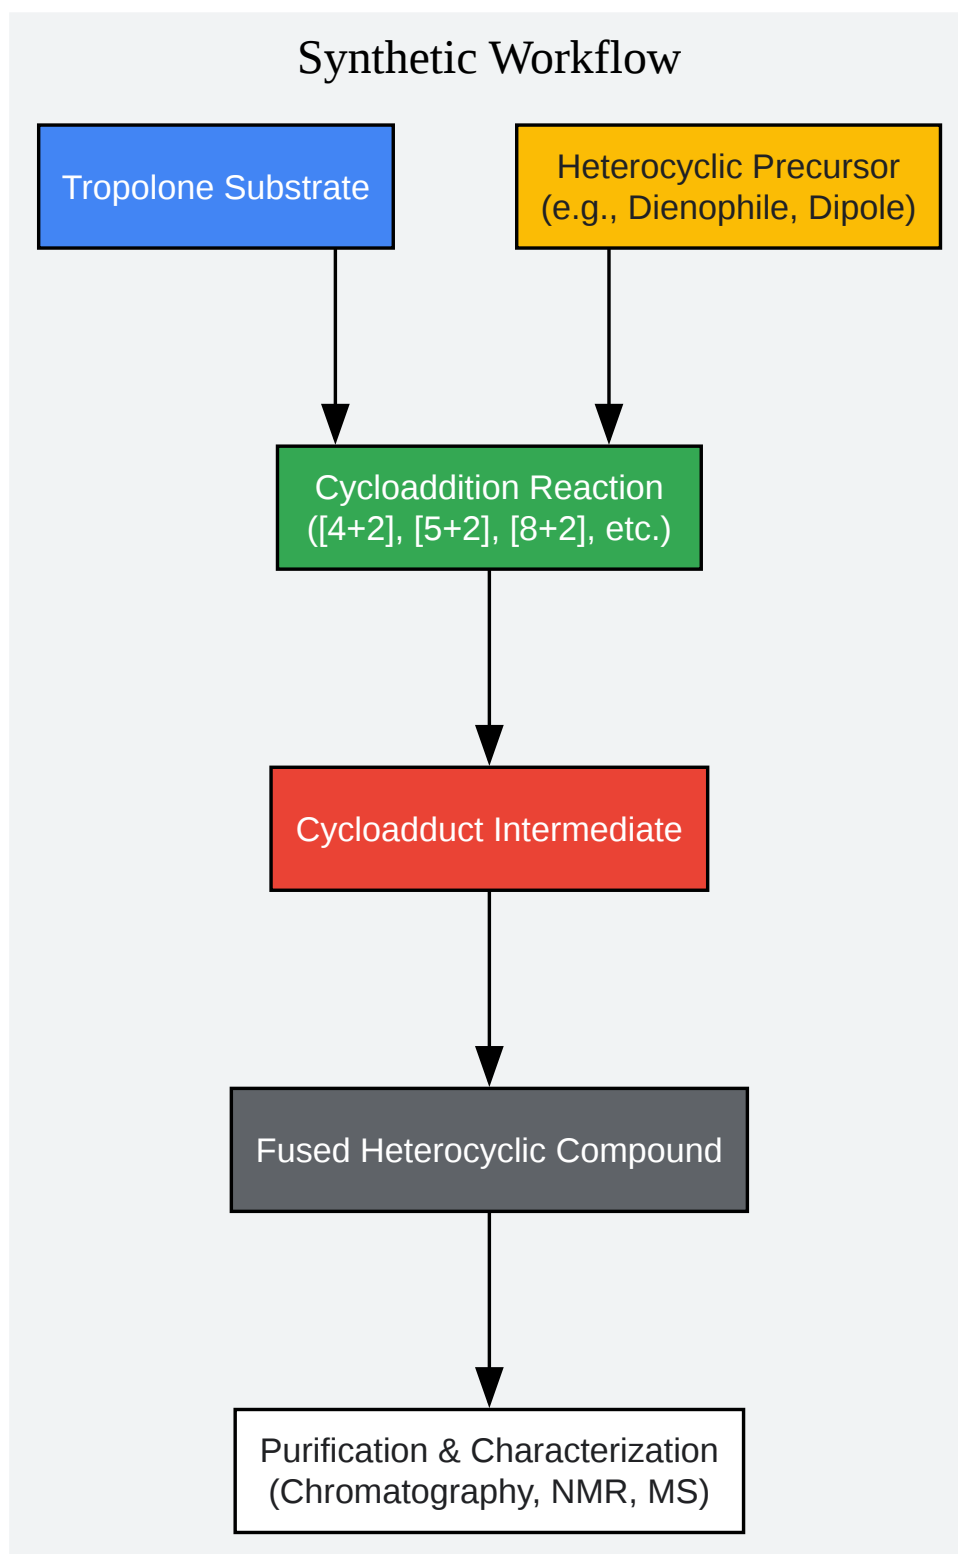 Synthetic Workflow
Tropolone Substrate
Heterocyclic Precursor
(e.g., Dienophile, Dipole)
Cycloaddition Reaction
([4+2], [5+2], [8+2], etc.)
Cycloadduct Intermediate
Fused Heterocyclic Compound
Purification & Characterization
(Chromatography, NMR, MS)